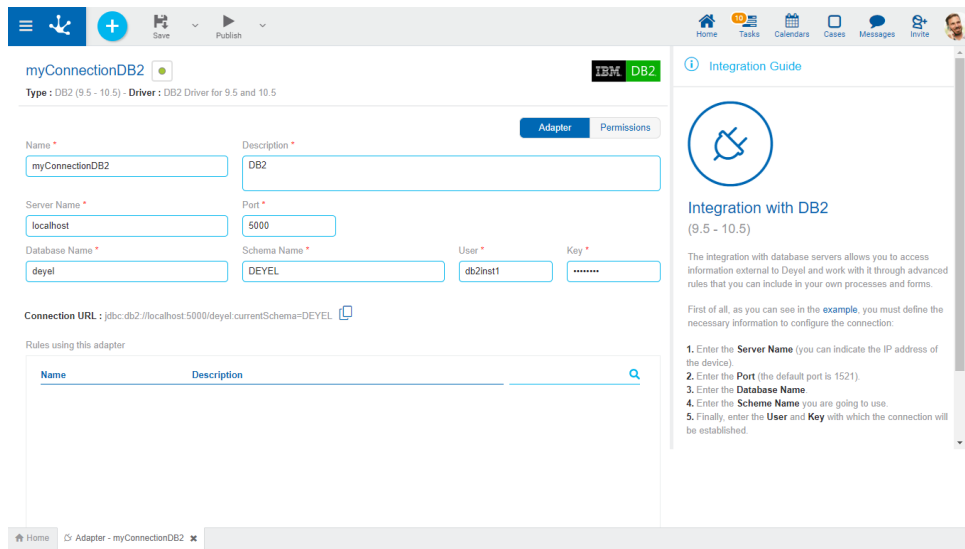 Save
Publish
Home
10
Tasks
Calendars
Cases
Messages
Invite
myConnectionDB2
Type : DB2 (9.5 - 10.5) - Driver : DB2 Driver for 9.5 and 10.5
IBM. DB2
Adapter
Permissions
Name *
Description *
myConnectionDB2
DB2
Server Name *
Port *
localhost
5000
Database Name *
Schema Name *
User *
Key *
deyel
DEYEL
db2inst1
••••••••
Connection URL : jdbc:db2://localhost:5000/deyel:currentSchema=DEYEL
Rules using this adapter
Name
Description
Integration Guide
Integration with DB2
(9.5 - 10.5)
The integration with database servers allows you to access
information external to Deyel and work with it through advanced
rules that you can include in your own processes and forms.
First of all, as you can see in the example, you must define the
necessary information to configure the connection:
1. Enter the Server Name (you can indicate the IP address of
the device).
2. Enter the Port (the default port is 1521).
3. Enter the Database Name.
4. Enter the Scheme Name you are going to use.
5. Finally, enter the User and Key with which the connection will
be established.
Home
Adapter - myConnectionDB2